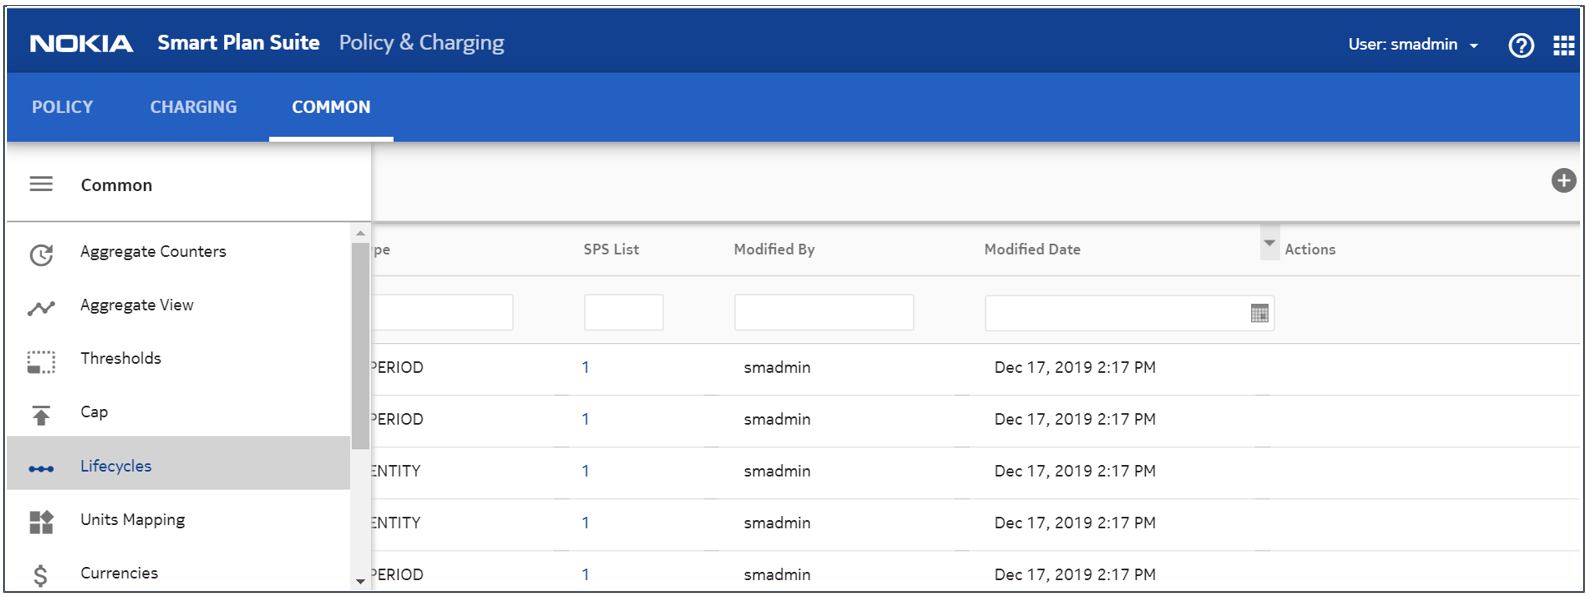 NOKIA Smart Plan Suite Policy & Charging User: smadmin
POLICY CHARGING COMMON
Common
Aggregate Counters
Aggregate View
Thresholds
Cap
Lifecycles
Units Mapping
Currencies
pe SPS List Modified By Modified Date Actions
PERIOD 1 smadmin Dec 17, 2019 2:17 PM
PERIOD 1 smadmin Dec 17, 2019 2:17 PM
ENTITY 1 smadmin Dec 17, 2019 2:17 PM
ENTITY 1 smadmin Dec 17, 2019 2:17 PM
PERIOD 1 smadmin Dec 17, 2019 2:17 PM